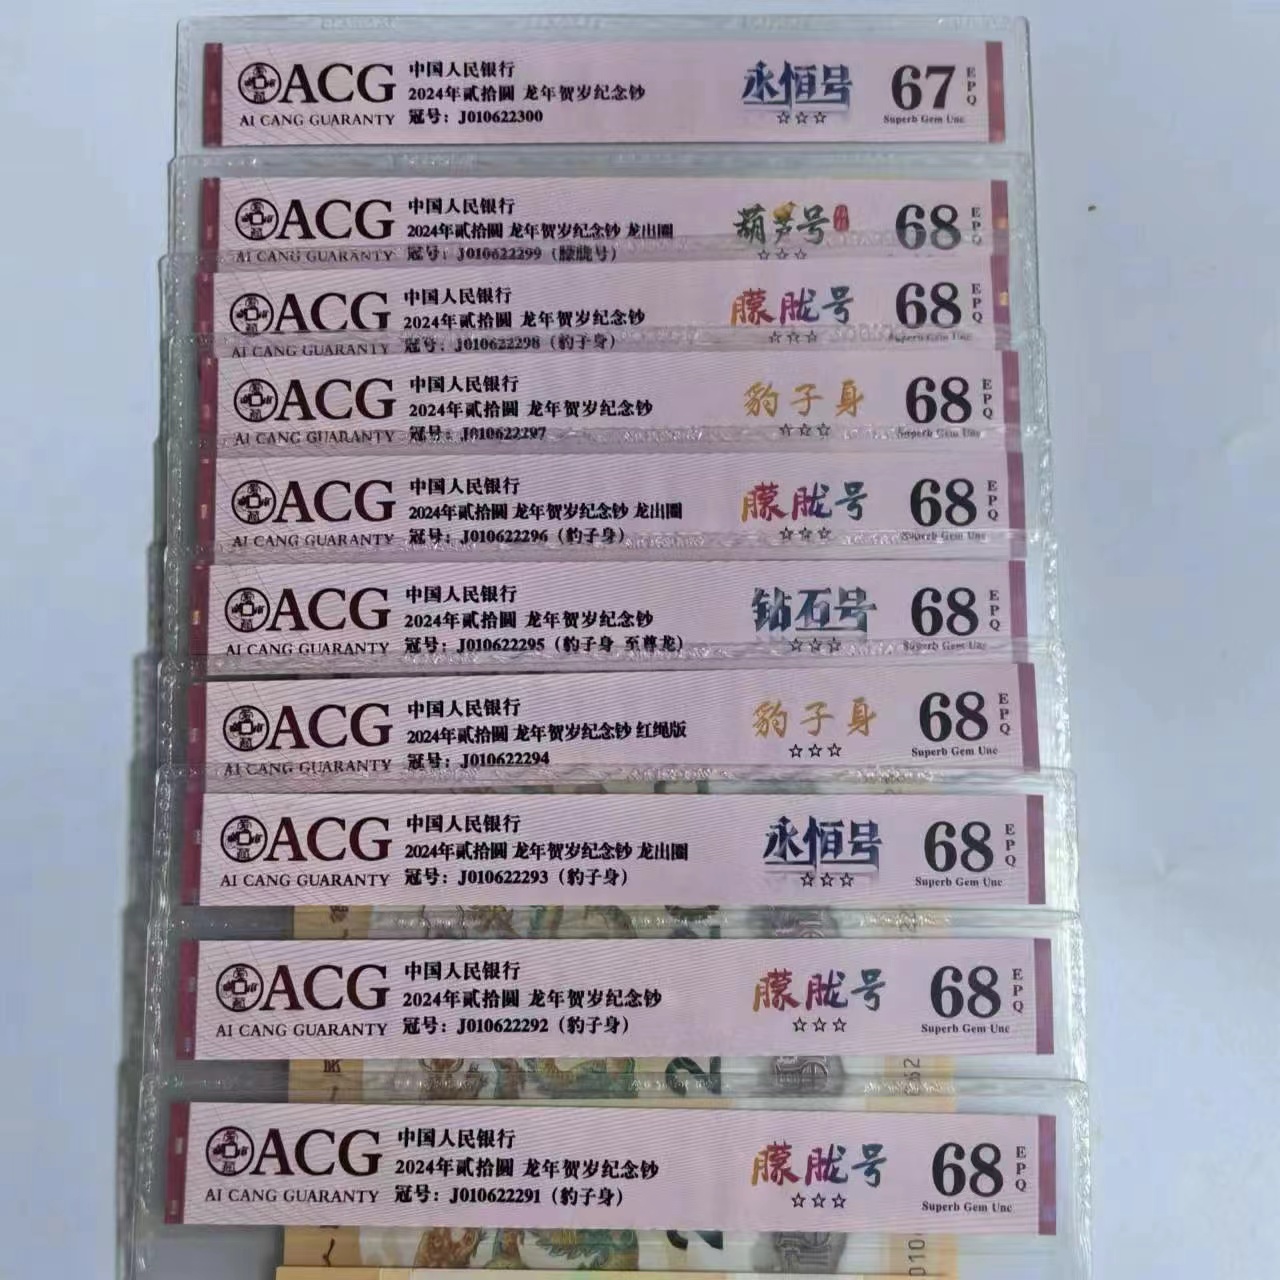 ACG 中国人民银行
2024年贰拾圆 龙年贺岁纪念钞 永恒号 67 EPQ
AI CANG GUARANTY 冠号：J010622300 ☆☆☆ Superb Gem Unc
ACG 中国人民银行
2024年贰拾圆 龙年贺岁纪念钞 龙出圈 葫芦号 68 EPQ
AI CANG GUARANTY 冠号：J010622299（朦胧号） ☆☆☆
ACG 中国人民银行
2024年贰拾圆 龙年贺岁纪念钞 朦胧号 68 EPQ
AI CANG GUARANTY 冠号：J010622298（豹子身） ☆☆☆ Superb Gem Unc
ACG 中国人民银行
2024年贰拾圆 龙年贺岁纪念钞 豹子身 68 EPQ
AI CANG GUARANTY 冠号：J010622297 ☆☆☆ Superb Gem Unc
ACG 中国人民银行
2024年贰拾圆 龙年贺岁纪念钞 龙出圈 朦胧号 68 EPQ
AI CANG GUARANTY 冠号：J010622296（豹子身） ☆☆☆ Superb Gem Unc
ACG 中国人民银行
2024年贰拾圆 龙年贺岁纪念钞 钻石号 68 EPQ
AI CANG GUARANTY 冠号：J010622295（豹子身 至尊龙） ☆☆☆ Superb Gem Unc
ACG 中国人民银行
2024年贰拾圆 龙年贺岁纪念钞 红绳版 豹子身 68 EPQ
AI CANG GUARANTY 冠号：J010622294 ☆☆☆ Superb Gem Unc
ACG 中国人民银行
2024年贰拾圆 龙年贺岁纪念钞 龙出圈 永恒号 68 EPQ
AI CANG GUARANTY 冠号：J010622293（豹子身） ☆☆☆ Superb Gem Unc
ACG 中国人民银行
2024年贰拾圆 龙年贺岁纪念钞 朦胧号 68 EPQ
AI CANG GUARANTY 冠号：J010622292（豹子身） ☆☆☆ Superb Gem Unc
ACG 中国人民银行
2024年贰拾圆 龙年贺岁纪念钞 朦胧号 68 EPQ
AI CANG GUARANTY 冠号：J010622291（豹子身） ☆☆☆ Superb Gem Unc